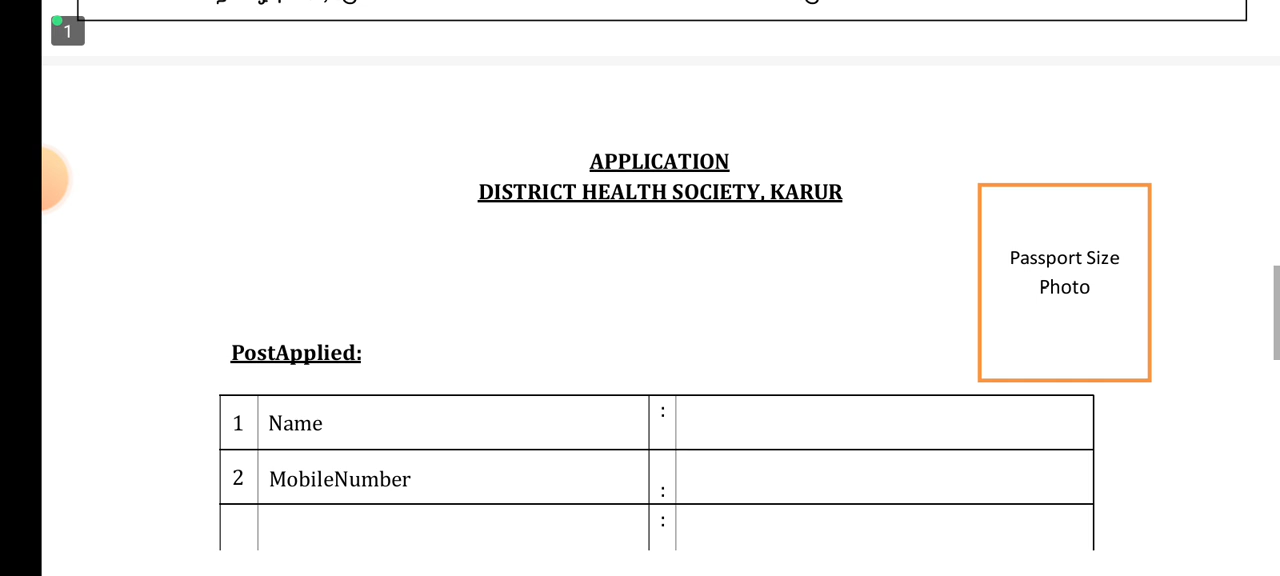 1
APPLICATION
DISTRICT HEALTH SOCIETY, KARUR
Passport Size
Photo
PostApplied:
1 Name :
2 MobileNumber :
: